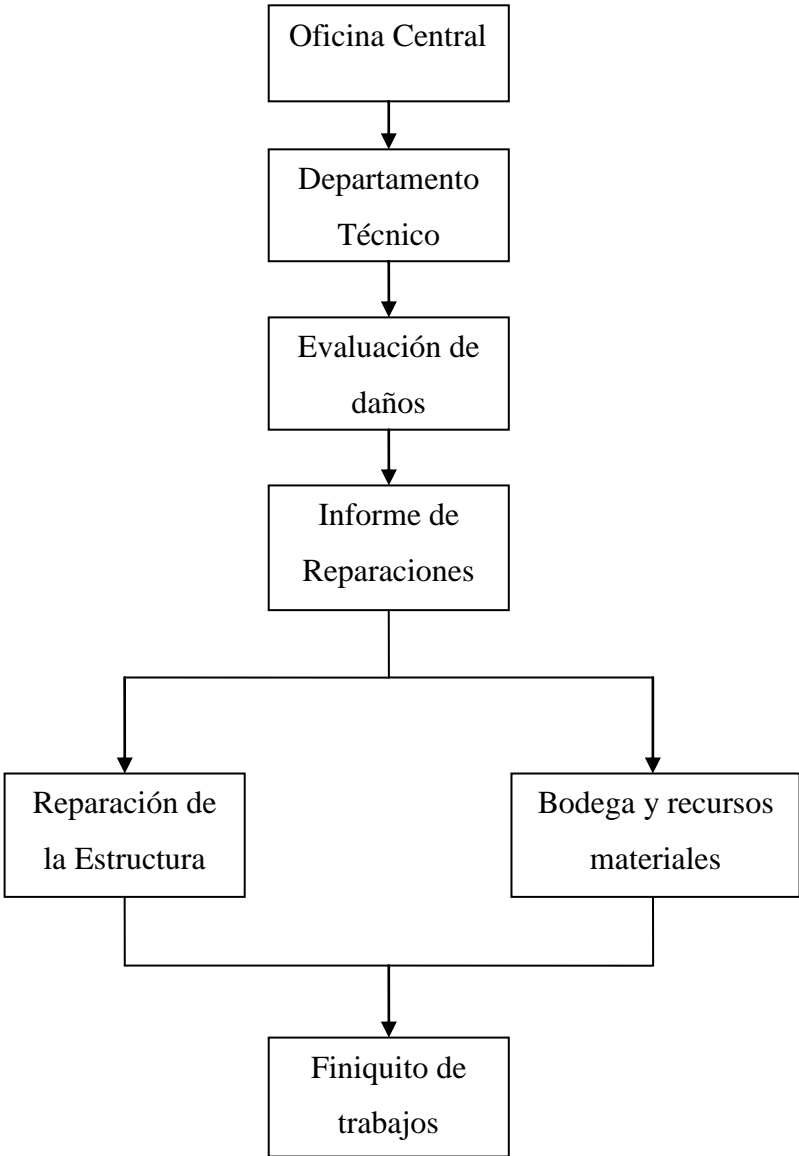 Oficina Central
Departamento
Técnico
Evaluación de
daños
Informe de
Reparaciones
Reparación de
la Estructura
Bodega y recursos
materiales
Finiquito de
trabajos